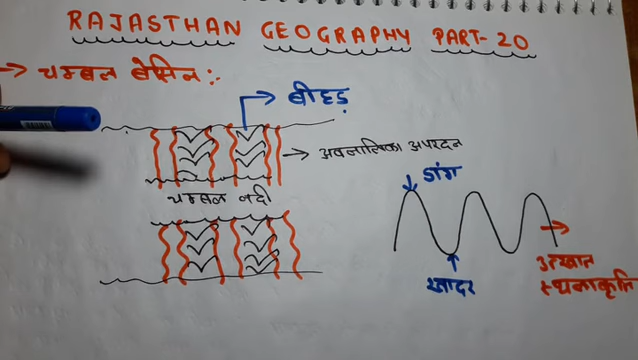 RAJASTHAN GEOGRAPHY PART-20
→ चम्बल बेसिन:-
बीहड़
→ अवनालिका अपरदन
चम्बल नदी
डांग
खादर
उत्खात
स्थलाकृति